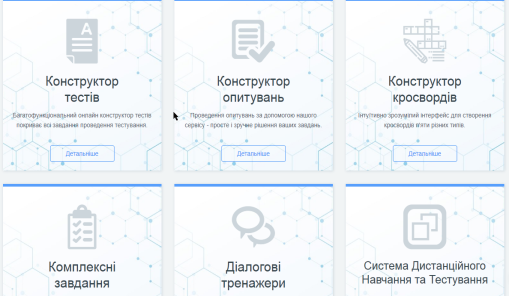 A
Конструктор
тестів
Багатофункціональний онлайн конструктор тестів
покриває всі завдання проведення тестування.
Детальніше
Конструктор
опитувань
Проведення опитувань за допомогою нашого
сервісу - просте і зручне рішення ваших завдань.
Детальніше
Конструктор
кросвордів
Інтуїтивно зрозумілий інтерфейс для створення
кросвордів п'яти різних типів.
Детальніше
Комплексні
завдання
Діалогові
тренажери
Система Дистанційного
Навчання та Тестування